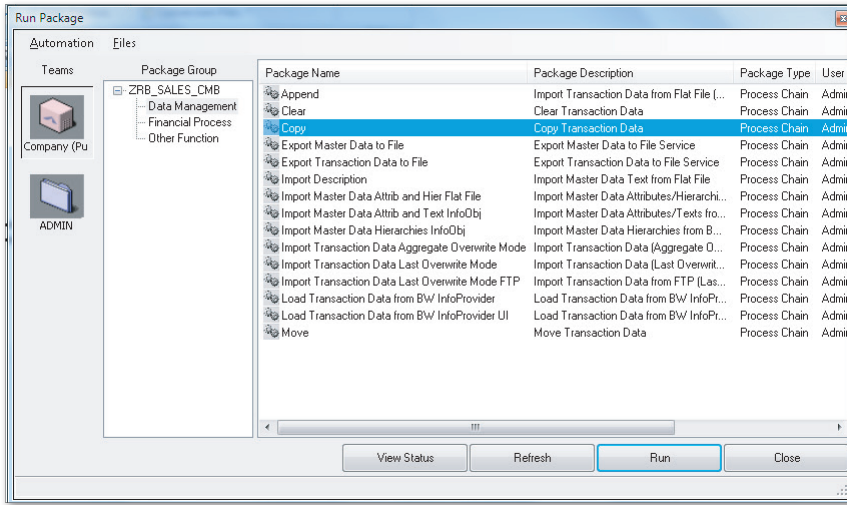 Run Package
Automation Files
Teams
Company (Pu
ADMIN
Package Group
ZRB_SALES_CMB
Data Management
Financial Process
Other Function
Package Name Package Description Package Type User
Append Import Transaction Data from Flat File (... Process Chain Admi
Clear Clear Transaction Data Process Chain Admi
Copy Copy Transaction Data Process Chain Admi
Export Master Data to File Export Master Data to File Service Process Chain Admi
Export Transaction Data to File Export Transaction Data to File Service Process Chain Admi
Import Description Import Master Data Text from Flat File Process Chain Admi
Import Master Data Attrib and Hier Flat File Import Master Data Attributes/Hierarchi... Process Chain Admi
Import Master Data Attrib and Text InfoObj Import Master Data Attributes/Texts fro... Process Chain Admi
Import Master Data Hierarchies InfoObj Import Master Data Hierarchies from B... Process Chain Admi
Import Transaction Data Aggregate Overwrite Mode Import Transaction Data (Aggregate O... Process Chain Admi
Import Transaction Data Last Overwrite Mode Import Transaction Data (Last Overwrit... Process Chain Admi
Import Transaction Data Last Overwrite Mode FTP Import Transaction Data from FTP (Las... Process Chain Admi
Load Transaction Data from BW InfoProvider Load Transaction Data from BW InfoPr... Process Chain Admi
Load Transaction Data from BW InfoProvider UI Load Transaction Data from BW InfoPr... Process Chain Admi
Move Move Transaction Data Process Chain Admi
View Status Refresh Run Close